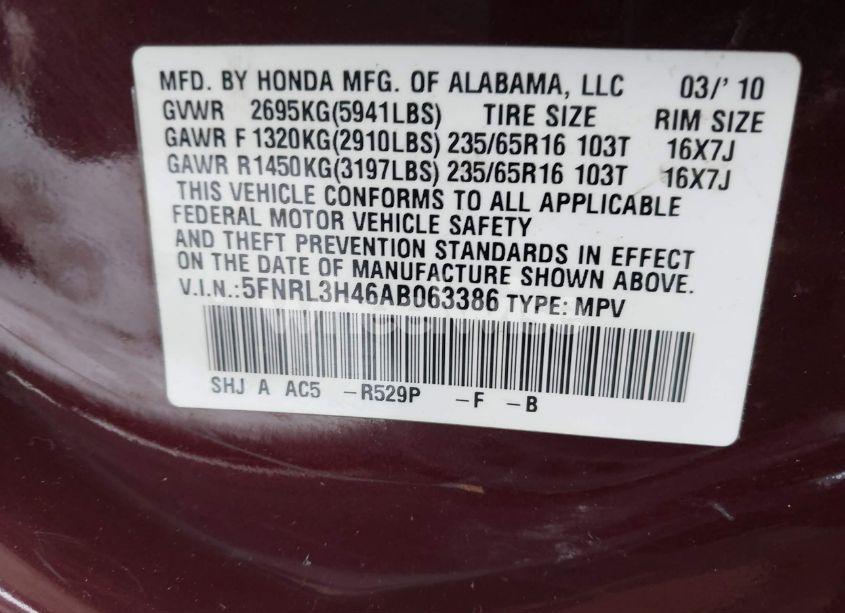 MFD. BY HONDA MFG. OF ALABAMA, LLC 03/' 10
GVWR 2695KG(5941LBS) TIRE SIZE RIM SIZE
GAWR F 1320KG(2910LBS) 235/65R16 103T 16X7J
GAWR R1450KG(3197LBS) 235/65R16 103T 16X7J
THIS VEHICLE CONFORMS TO ALL APPLICABLE
FEDERAL MOTOR VEHICLE SAFETY
AND THEFT PREVENTION STANDARDS IN EFFECT
ON THE DATE OF MANUFACTURE SHOWN ABOVE.
V.I.N.:5FNRL3H46AB063386 TYPE: MPV
SHJ A AC5 -R529P -F -B